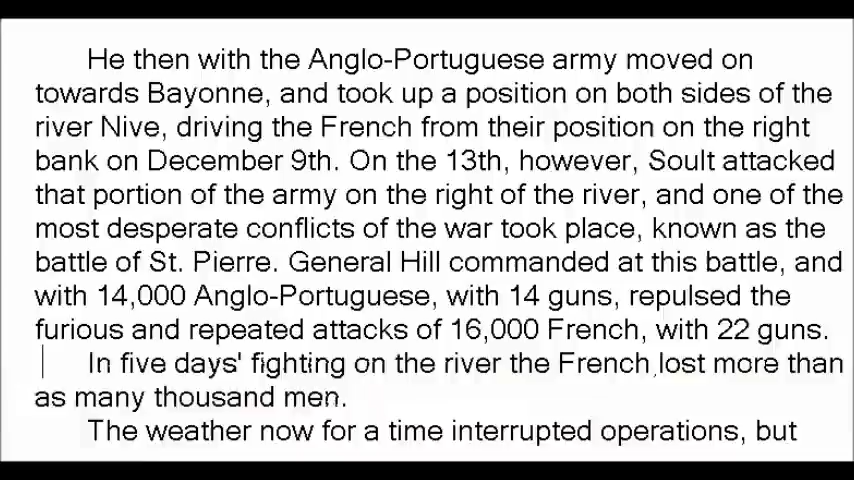 He then with the Anglo-Portuguese army moved on
towards Bayonne, and took up a position on both sides of the
river Nive, driving the French from their position on the right
bank on December 9th. On the 13th, however, Soult attacked
that portion of the army on the right of the river, and one of the
most desperate conflicts of the war took place, known as the
battle of St. Pierre. General Hill commanded at this battle, and
with 14,000 Anglo-Portuguese, with 14 guns, repulsed the
furious and repeated attacks of 16,000 French, with 22 guns.
In five days' fighting on the river the French lost more than
as many thousand men.
The weather now for a time interrupted operations, but